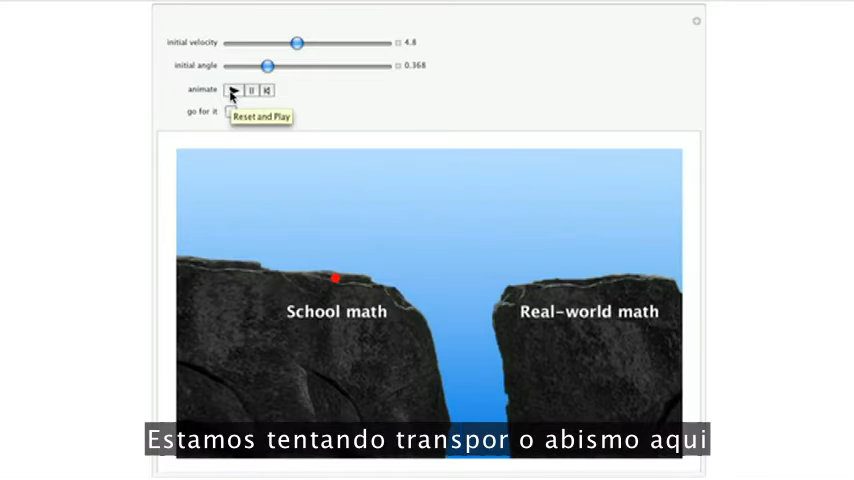 initial velocity 4.8
initial angle 0.368
animate
go for it
Reset and Play
School math
Real-world math
Estamos tentando transpor o abismo aqui